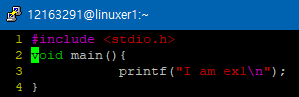 12163291@linuxer1:~
1 #include <stdio.h>
2 void main(){
3 printf("I am ex1\n");
4 }